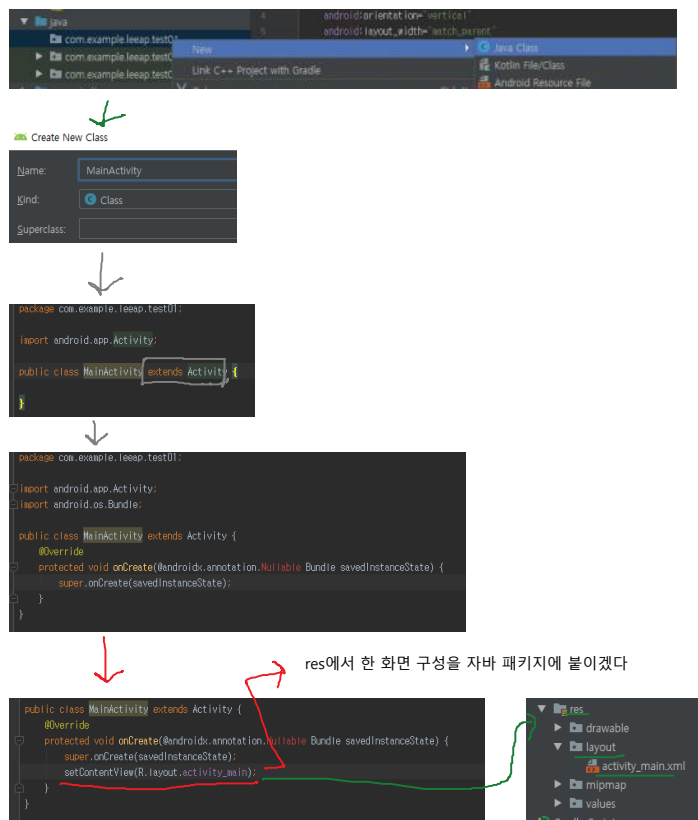 java
com.example.leeap.test01
com.example.leeap.test0
com.example.leeap.test0
New
Link C++ Project with Gradle
4
android:orientation="vertical"
5
android:layout_width="match_parent"
Java Class
Kotlin File/Class
Android Resource File
Create New Class
Name: MainActivity
Kind: Class
Superclass:
package com.example.leeap.test01;
import android.app.Activity;
public class MainActivity extends Activity {
}
package com.example.leeap.test01;
import android.app.Activity;
import android.os.Bundle;
public class MainActivity extends Activity {
@Override
protected void onCreate(@androidx.annotation.Nullable Bundle savedInstanceState) {
super.onCreate(savedInstanceState);
}
}
res에서 한 화면 구성을 자바 패키지에 붙이겠다
public class MainActivity extends Activity {
@Override
protected void onCreate(@androidx.annotation.Nullable Bundle savedInstanceState) {
super.onCreate(savedInstanceState);
setContentView(R.layout.activity_main);
}
}
res
drawable
layout
activity_main.xml
mipmap
values